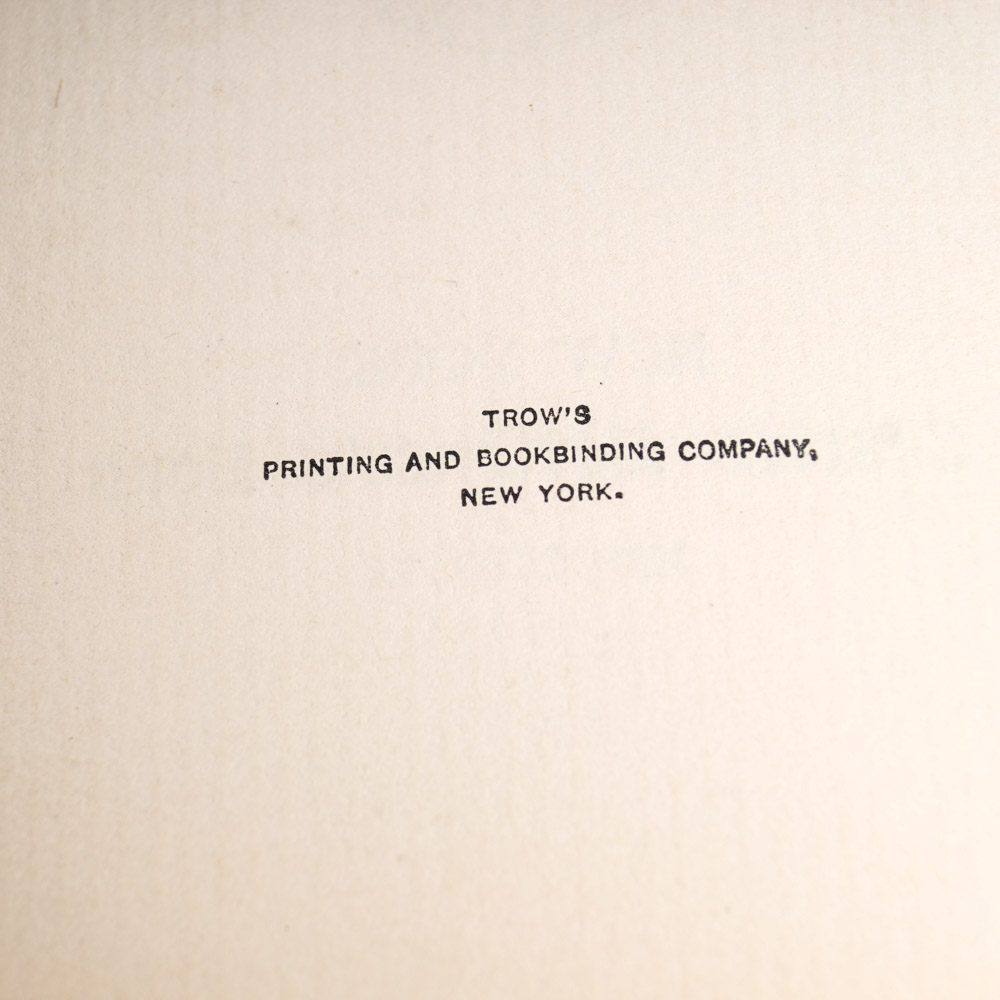 TROW'S
PRINTING AND BOOKBINDING COMPANY,
NEW YORK.